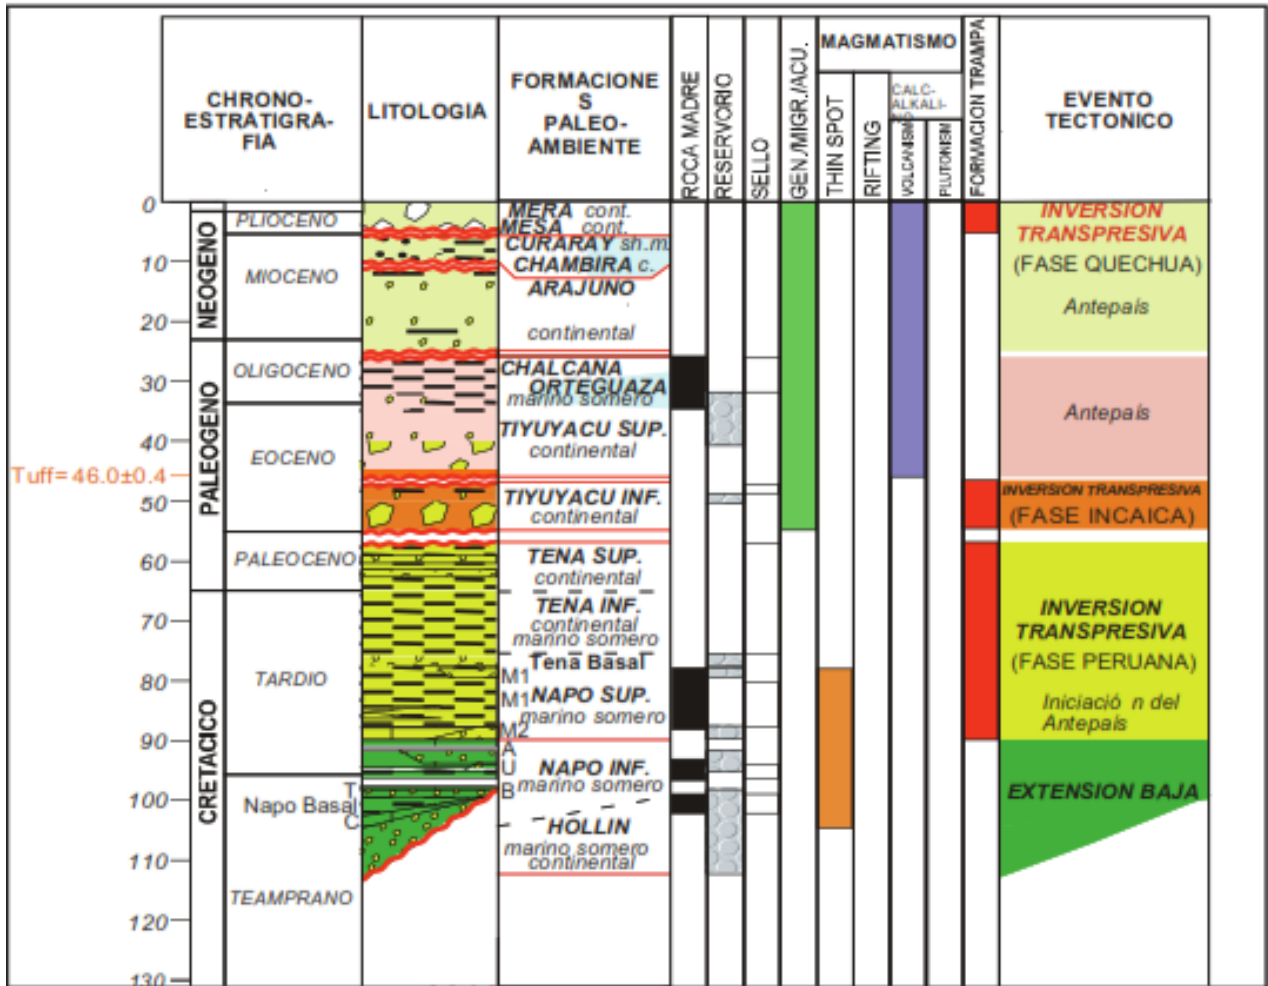 CHRONO-
ESTRATIGRA-
FIA
LITOLOGIA
FORMACIONE
S
PALEO-
AMBIENTE
ROCA MADRE
RESERVORIO
SELLO
GEN./MIGR./ACU.
MAGMATISMO
THIN SPOT
RIFTING
CALC-
ALKALI-
NO
VOLCANISMO
PLUTONISM
FORMACION TRAMPA
EVENTO
TECTONICO
0
10
20
30
40
50
60
70
80
90
100
110
120
130
Tuff= 46.0±0.4
NEOGENO
PALEOGENO
CRETACICO
PLIOCENO
MIOCENO
OLIGOCENO
EOCENO
PALEOCENO
TARDIO
Napo Basal
TEAMPRANO
T
C
MERA cont.
MESA cont.
CURARAY sh.m.
CHAMBIRA c.
ARAJUNO
continental
CHALCANA
ORTEGUAZA
marino somero
TIYUYACU SUP.
continental
TIYUYACU INF.
continental
TENA SUP.
continental
TENA INF.
continental
marino somero
Tena Basal
M1
M1 NAPO SUP.
marino somero
M2
A
U NAPO INF.
marino somero
B
HOLLIN
marino somero
continental
INVERSION
TRANSPRESIVA
(FASE QUECHUA)
Antepaís
Antepaís
INVERSION TRANSPRESIVA
(FASE INCAICA)
INVERSION
TRANSPRESIVA
(FASE PERUANA)
Iniciació n del
Antepaís
EXTENSION BAJA